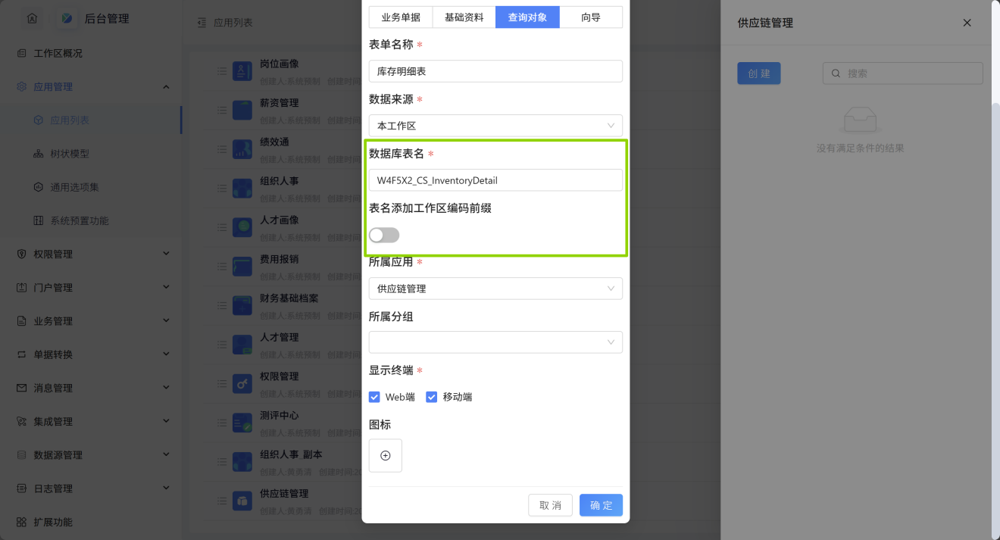 后台管理
工作区概况
应用管理
应用列表
树状模型
通用选项集
系统预置功能
权限管理
门户管理
业务管理
单据转换
消息管理
集成管理
数据源管理
日志管理
扩展功能
应用列表
岗位画像
创建人:系统预制 创建时间
薪资管理
创建人:系统预制 创建时间
绩效通
创建人:系统预制 创建时间
组织人事
创建人:系统预制 创建时间
人才画像
创建人:系统预制 创建时间
费用报销
创建人:系统预制 创建时间
财务基础档案
创建人:系统预制 创建时间
人才管理
创建人:系统预制 创建时间
权限管理
创建人:系统预制 创建时间
测评中心
创建人:系统预制 创建时间
组织人事_副本
创建人:黄勇清 创建时间:20
供应链管理
创建人:黄勇清 创建时间:20
业务单据 基础资料 查询对象 向导
表单名称 *
库存明细表
数据来源 *
本工作区
数据库表名 *
W4F5X2_CS_InventoryDetail
表名添加工作区编码前缀
所属应用 *
供应链管理
所属分组
显示终端 *
Web端 移动端
图标
取 消 确 定
供应链管理
创 建 搜索
没有满足条件的结果